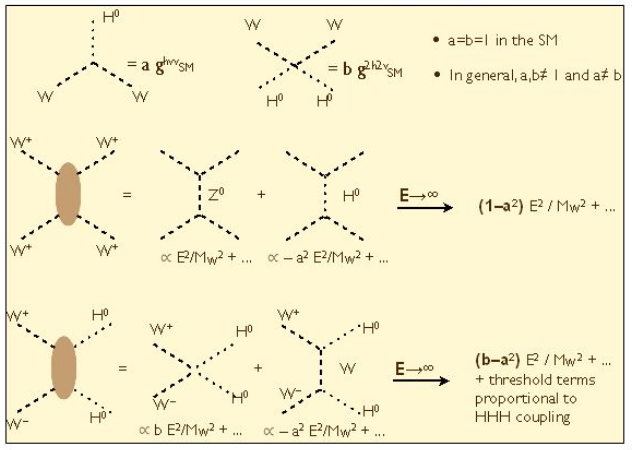 H⁰
W W
= a g^hvv_SM
W W
H⁰ H⁰
= b g^2h2v_SM
• a=b=1 in the SM
• In general, a,b≠ 1 and a≠ b
W⁺ W⁺
W⁺ W⁺
=
Z⁰
+
H⁰
E→∞
(1–a²) E² / Mw² + ...
∝ E²/Mw² + ...
∝ – a² E²/Mw² + ...
W⁺ H⁰
W⁻ H⁰
=
W⁺ H⁰
W⁻ H⁰
+
W⁺ H⁰
W
W⁻ H⁰
E→∞
(b–a²) E² / Mw² + ...
+ threshold terms
proportional to
HHH coupling
∝ b E²/Mw² + ...
∝ – a² E²/Mw² + ...